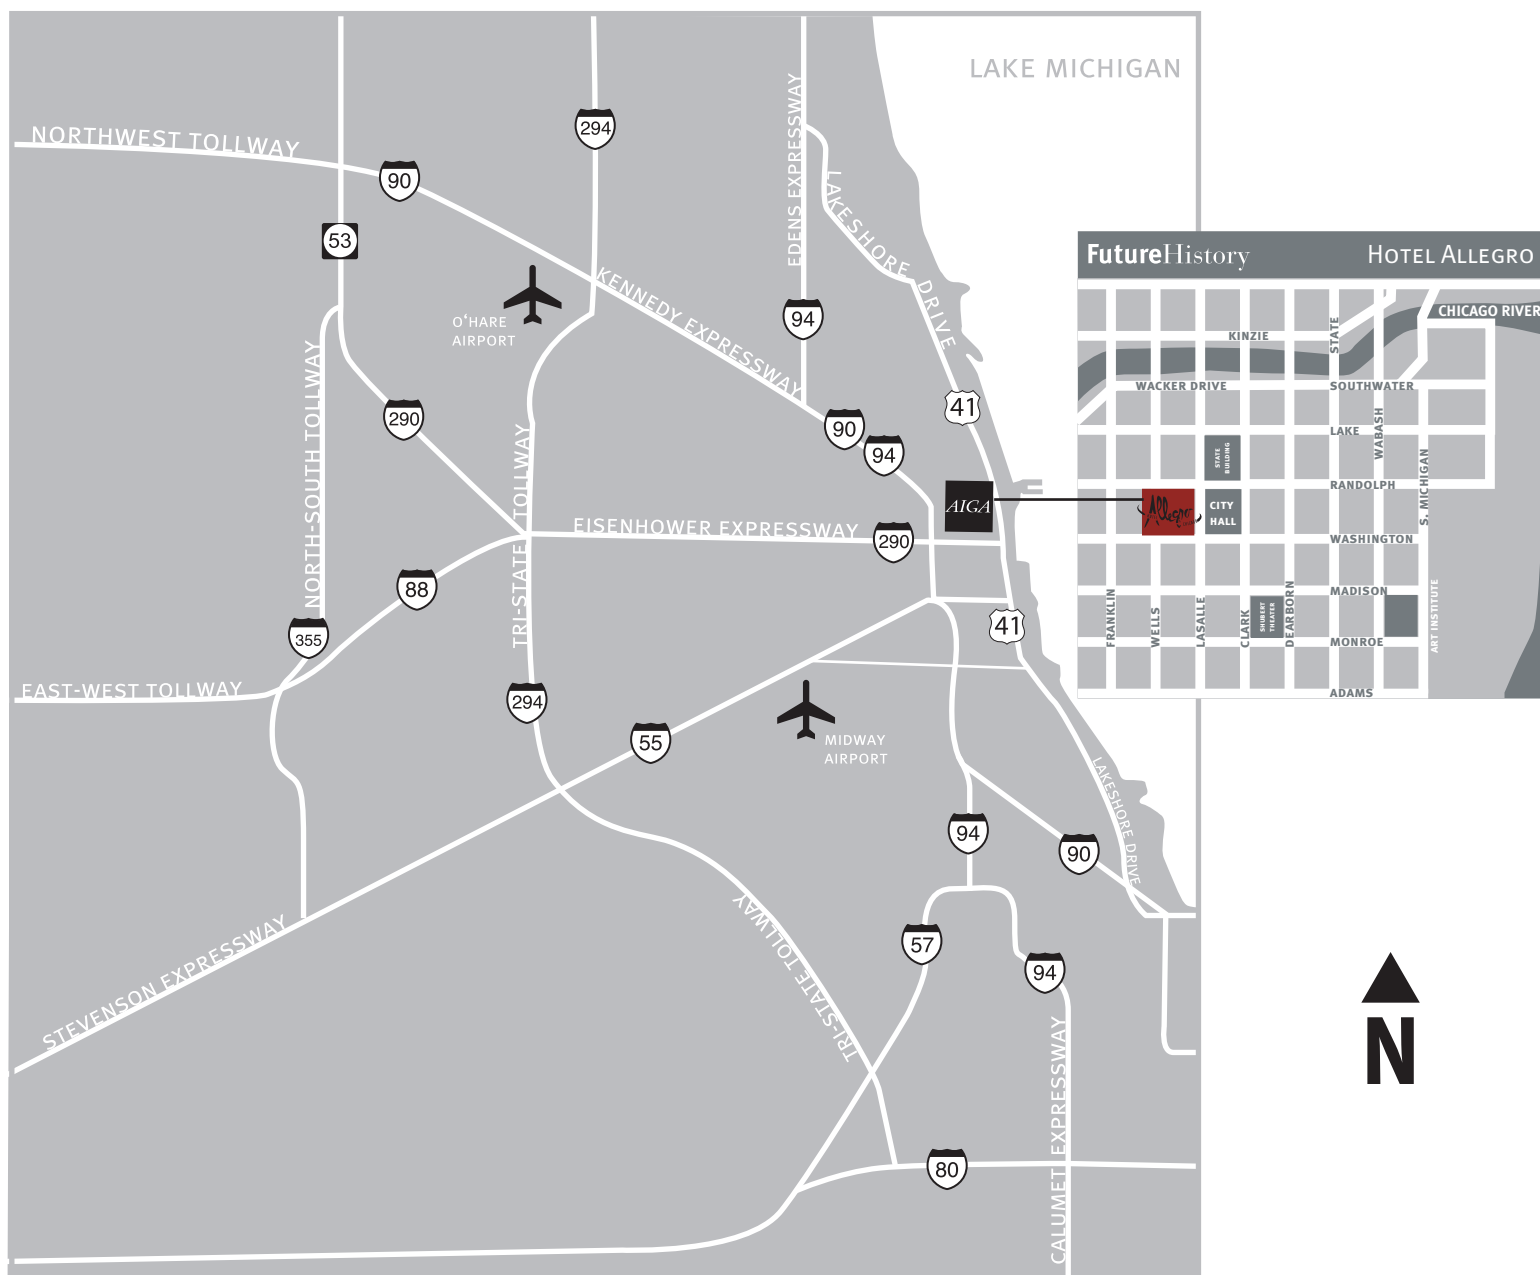 LAKE MICHIGAN
NORTHWEST TOLLWAY
294
90
EDENS EXPRESSWAY
LAKESHORE DRIVE
53
O'HARE
AIRPORT
KENNEDY EXPRESSWAY
94
FutureHistory
HOTEL ALLEGRO
CHICAGO RIVER
KINZIE
STATE
WACKER DRIVE
SOUTHWATER
LAKE
WABASH
STATE
BUILDING
RANDOLPH
S. MICHIGAN
Allegro
CITY
HALL
WASHINGTON
MADISON
ART INSTITUTE
FRANKLIN
WELLS
LASALLE
CLARK
SHUBERT
THEATER
DEARBORN
MONROE
ADAMS
NORTH-SOUTH TOLLWAY
290
TRI-STATE TOLLWAY
41
90
94
AIGA
EISENHOWER EXPRESSWAY
290
88
355
41
EAST-WEST TOLLWAY
294
55
MIDWAY
AIRPORT
LAKESHORE DRIVE
94
90
STEVENSON EXPRESSWAY
TRI-STATE TOLLWAY
57
94
N
CALUMET EXPRESSWAY
80